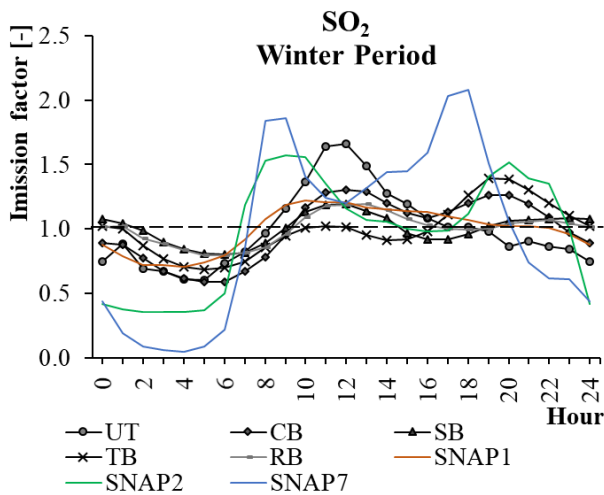 SO₂
Winter Period
Imission factor [-]
2.5
2.0
1.5
1.0
0.5
0.0
0 2 4 6 8 10 12 14 16 18 20 22 24
Hour
UT CB SB
TB RB SNAP1
SNAP2 SNAP7